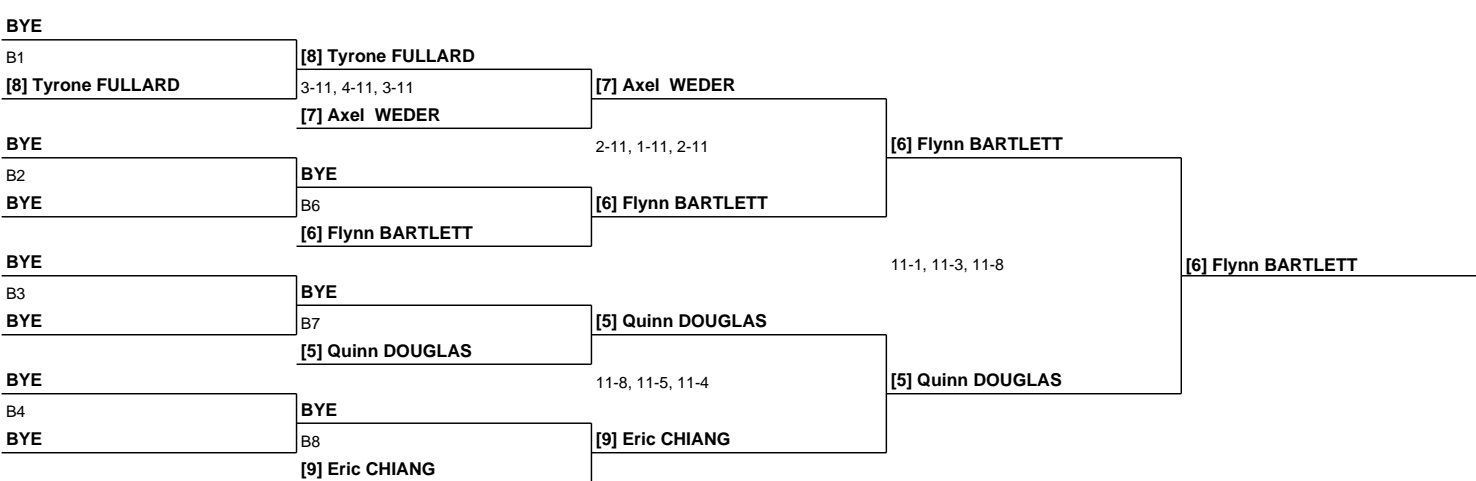 BYE
B1
[8] Tyrone FULLARD
[8] Tyrone FULLARD
3-11, 4-11, 3-11
[7] Axel WEDER
[7] Axel WEDER
BYE
2-11, 1-11, 2-11
[6] Flynn BARTLETT
B2
BYE
BYE
B6
[6] Flynn BARTLETT
[6] Flynn BARTLETT
BYE
11-1, 11-3, 11-8
[6] Flynn BARTLETT
B3
BYE
BYE
B7
[5] Quinn DOUGLAS
[5] Quinn DOUGLAS
BYE
11-8, 11-5, 11-4
[5] Quinn DOUGLAS
B4
BYE
BYE
B8
[9] Eric CHIANG
[9] Eric CHIANG